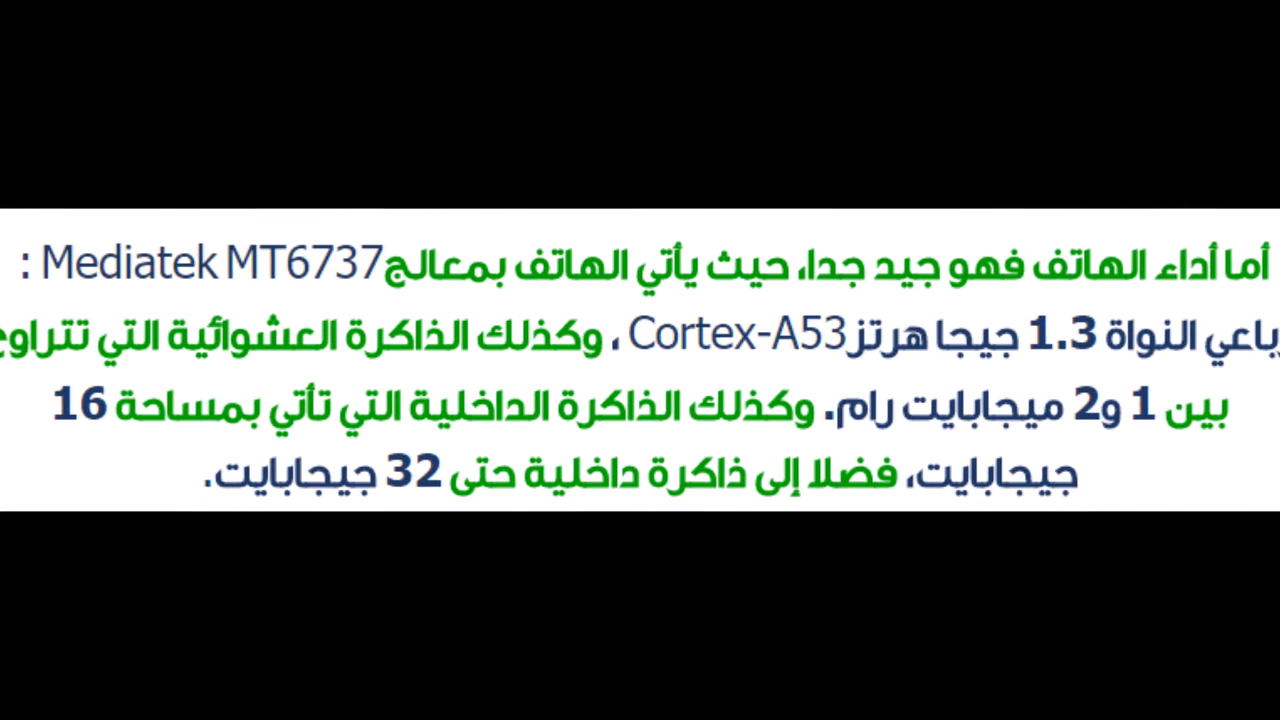 أما أداء الهاتف فهو جيد جدا، حيث يأتي الهاتف بمعالج Mediatek MT6737 :
رباعي النواة 1.3 جيجا هرتز Cortex-A53 ، وكذلك الذاكرة العشوائية التي تتراوح
بين 1 و2 ميجابايت رام. وكذلك الذاكرة الداخلية التي تأتي بمساحة 16
جيجابايت، فضلا إلى ذاكرة داخلية حتى 32 جيجابايت.